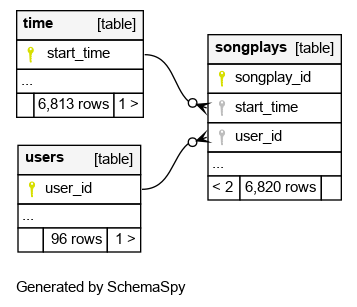 time [table]
start_time
...
6,813 rows 1 >
songplays [table]
songplay_id
start_time
user_id
...
< 2 6,820 rows
users [table]
user_id
...
96 rows 1 >
Generated by SchemaSpy